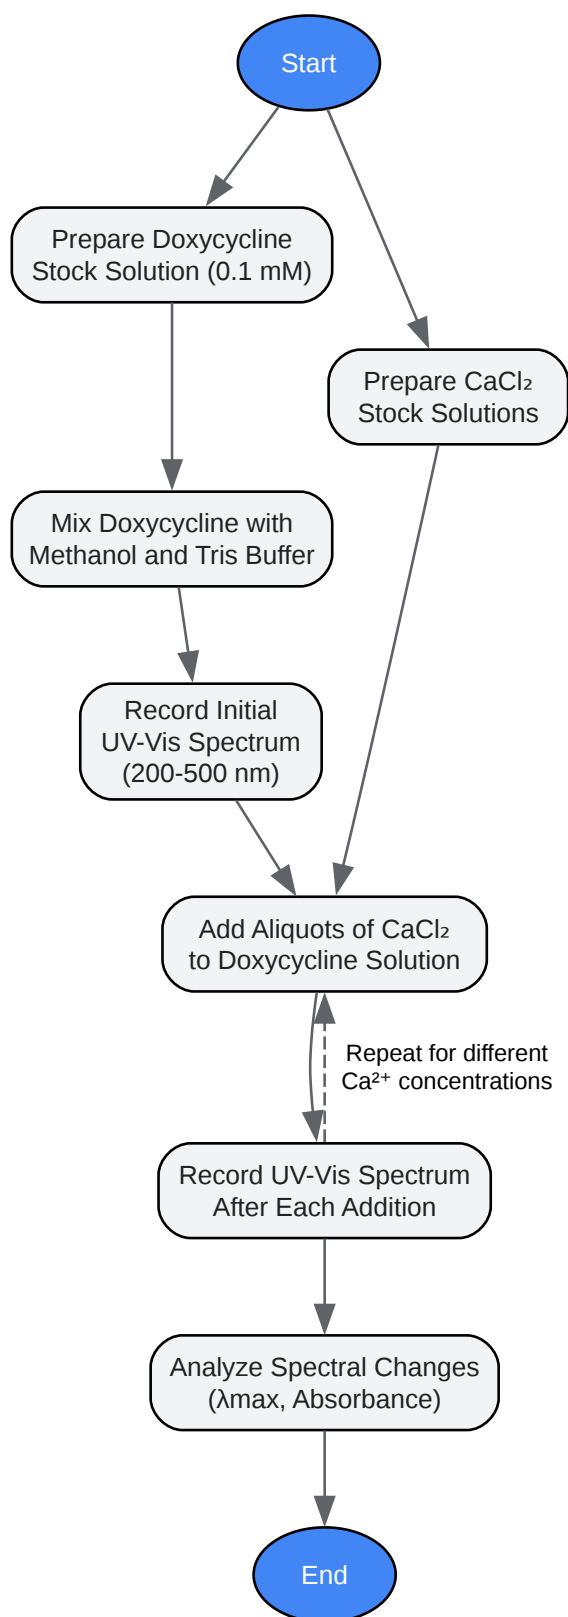 Start
Prepare Doxycycline
Stock Solution (0.1 mM)
Prepare CaCl₂
Stock Solutions
Mix Doxycycline with
Methanol and Tris Buffer
Record Initial
UV-Vis Spectrum
(200-500 nm)
Add Aliquots of CaCl₂
to Doxycycline Solution
Repeat for different
Ca²⁺ concentrations
Record UV-Vis Spectrum
After Each Addition
Analyze Spectral Changes
(λmax, Absorbance)
End